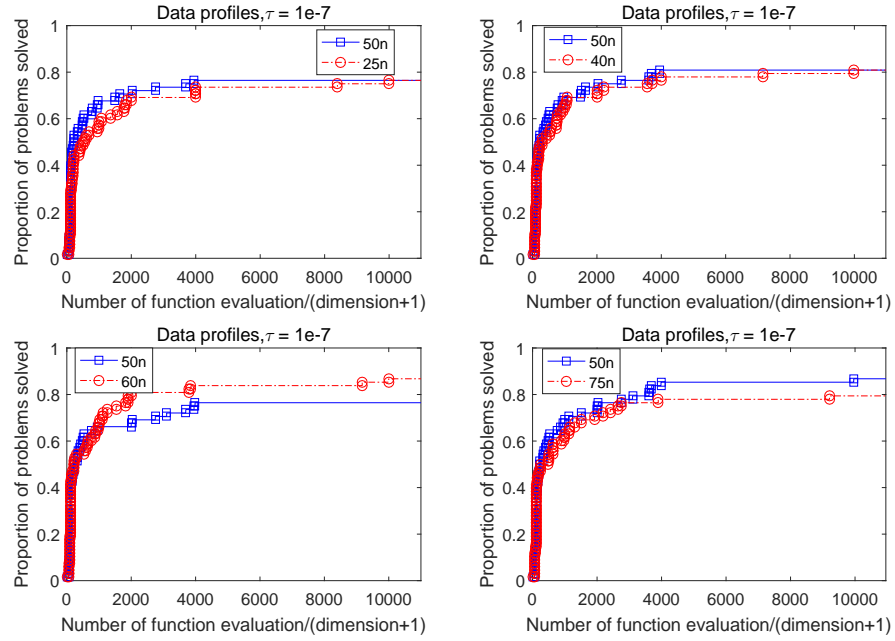 Data profiles,τ = 1e-7
Proportion of problems solved
1
0.8
0.6
0.4
0.2
0
50n
25n
0 2000 4000 6000 8000 10000
Number of function evaluation/(dimension+1)
Data profiles,τ = 1e-7
Proportion of problems solved
1
0.8
0.6
0.4
0.2
0
50n
40n
0 2000 4000 6000 8000 10000
Number of function evaluation/(dimension+1)
Data profiles,τ = 1e-7
Proportion of problems solved
1
0.8
0.6
0.4
0.2
0
50n
60n
0 2000 4000 6000 8000 10000
Number of function evaluation/(dimension+1)
Data profiles,τ = 1e-7
Proportion of problems solved
1
0.8
0.6
0.4
0.2
0
50n
75n
0 2000 4000 6000 8000 10000
Number of function evaluation/(dimension+1)